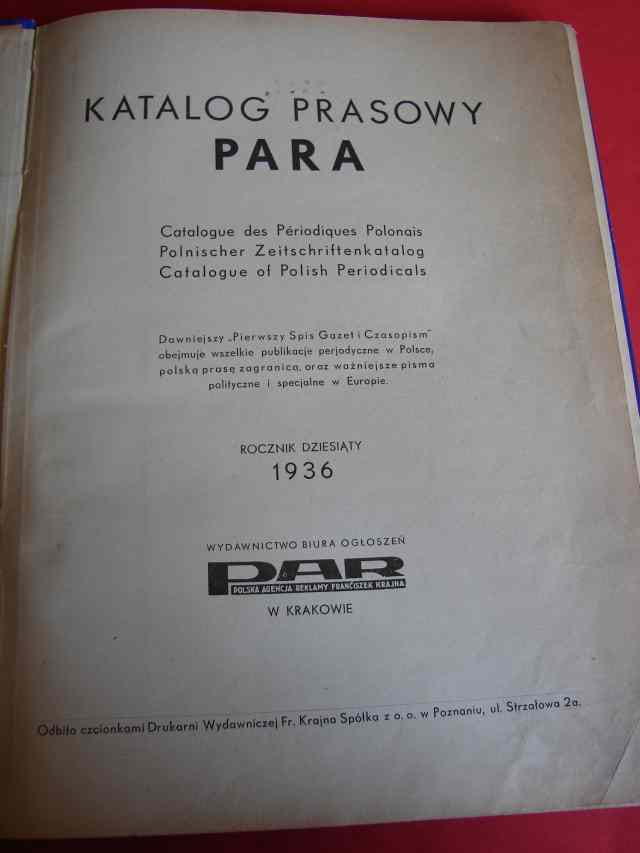 KATALOG PRASOWY
PARA
Catalogue des Périodiques Polonais
Polnischer Zeitschriftenkatalog
Catalogue of Polish Periodicals
Dawniejszy „Pierwszy Spis Gazet i Czasopism"
obejmuje wszelkie publikacje perjodyczne w Polsce,
polską prasę zagranicą, oraz ważniejsze pisma
polityczne i specjalne w Europie.
ROCZNIK DZIESIĄTY
1936
WYDAWNICTWO BIURA OGŁOSZEŃ
PAR
POLSKA AGENCJA REKLAMY FRANCISZEK KRAJNA
W KRAKOWIE
Odbito czcionkami Drukarni Wydawniczej Fr. Krajna Spółka z o. o. w Poznaniu, ul. Strzałowa 2a.